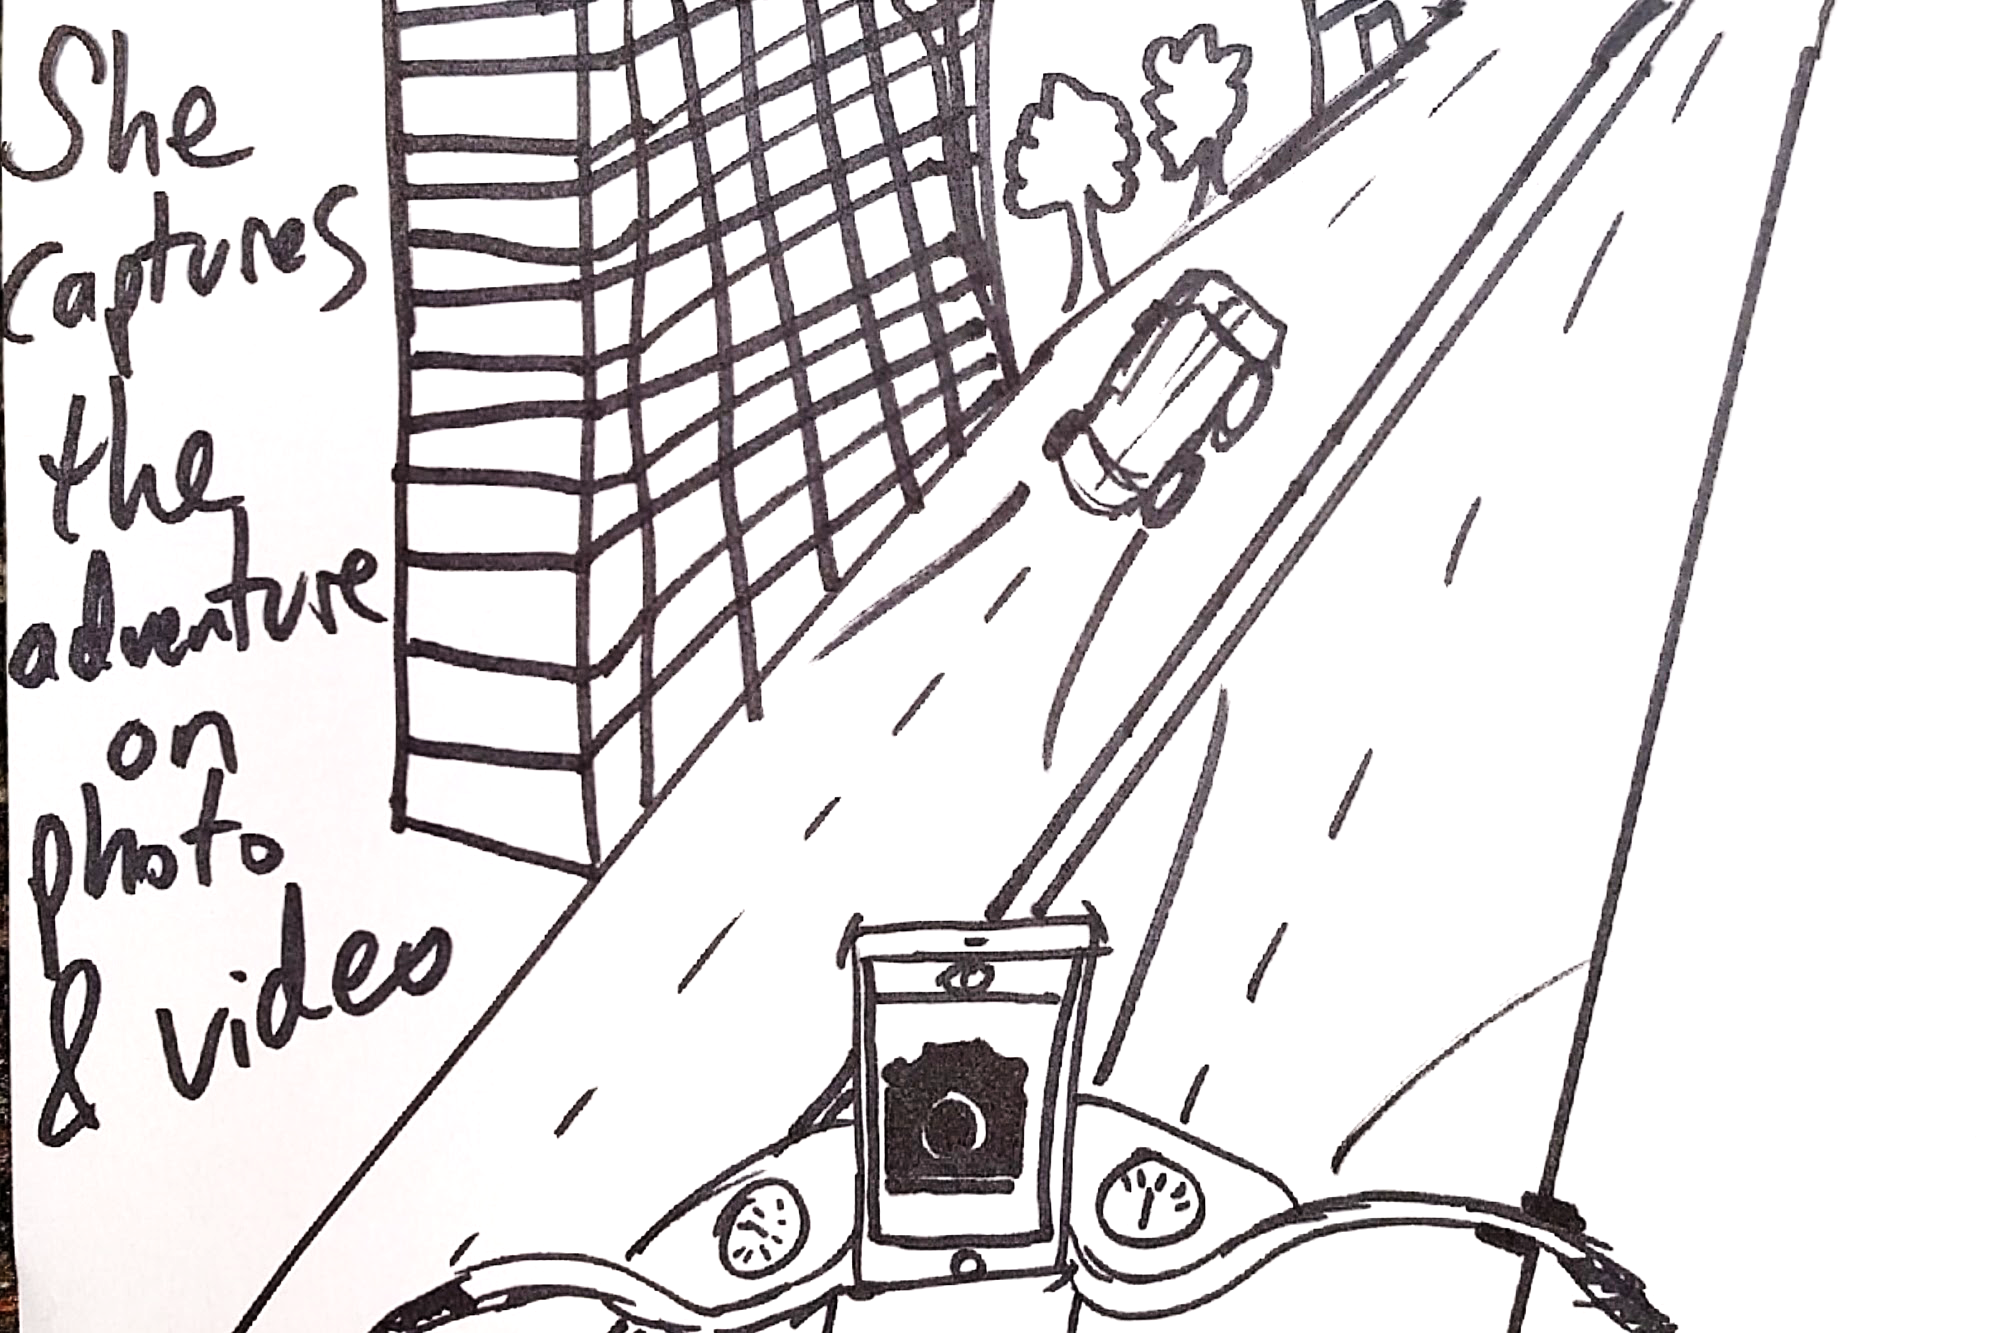 She
captures
the
adventure
on
photo
& video